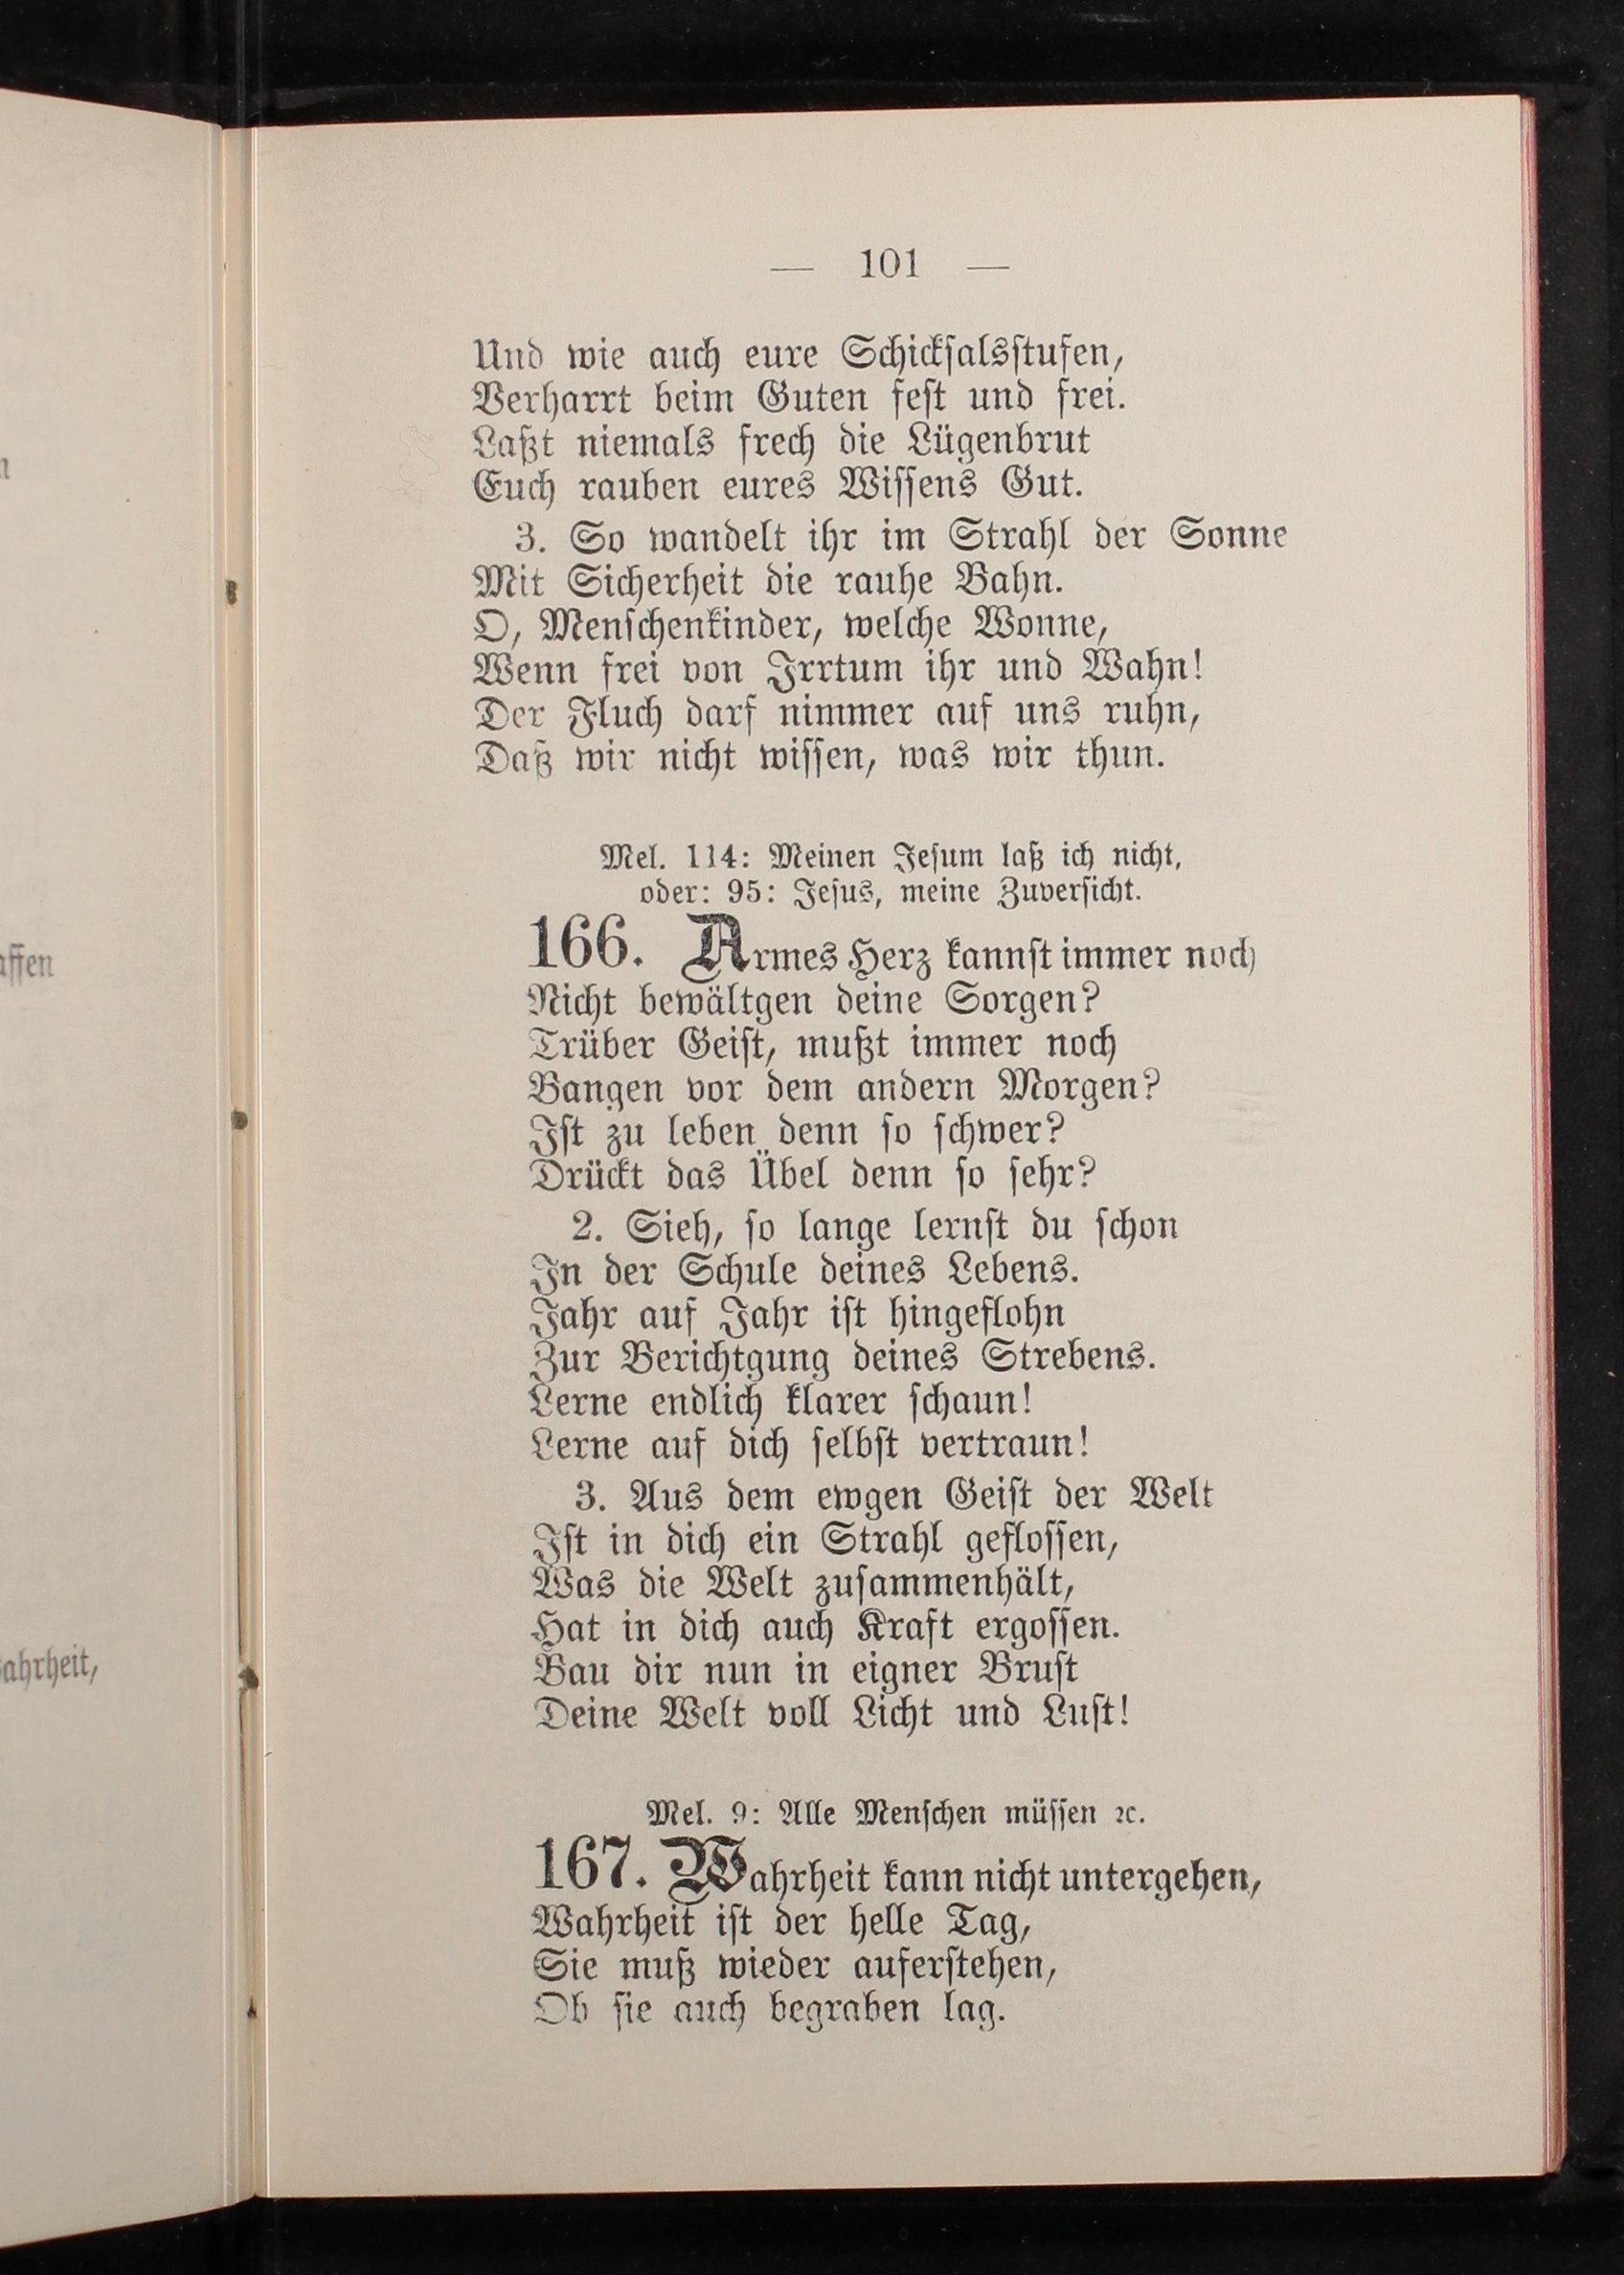 — 101 —
Und wie auch eure Schicksalsstufen,
Verharrt beim Guten fest und frei.
Laßt niemals frech die Lügenbrut
Euch rauben eures Wissens Gut.
3. So wandelt ihr im Strahl der Sonne
Mit Sicherheit die rauhe Bahn.
O, Menschenkinder, welche Wonne,
Wenn frei von Irrtum ihr und Wahn!
Der Fluch darf nimmer auf uns ruhn,
Daß wir nicht wissen, was wir thun.
Mel. 114: Meinen Jesum laß ich nicht,
oder: 95: Jesus, meine Zuversicht.
166. Armes Herz kannst immer noch
Nicht bewältgen deine Sorgen?
Trüber Geist, mußt immer noch
Bangen vor dem andern Morgen?
Ist zu leben denn so schwer?
Drückt das Übel denn so sehr?
2. Sieh, so lange lernst du schon
In der Schule deines Lebens.
Jahr auf Jahr ist hingeflohn
Zur Berichtgung deines Strebens.
Lerne endlich klarer schaun!
Lerne auf dich selbst vertraun!
3. Aus dem ewgen Geist der Welt
Ist in dich ein Strahl geflossen,
Was die Welt zusammenhält,
Hat in dich auch Kraft ergossen.
Bau dir nun in eigner Brust
Deine Welt voll Licht und Lust!
Mel. 9: Alle Menschen müssen ꝛc.
167. Wahrheit kann nicht untergehen,
Wahrheit ist der helle Tag,
Sie muß wieder auferstehen,
Ob sie auch begraben lag.